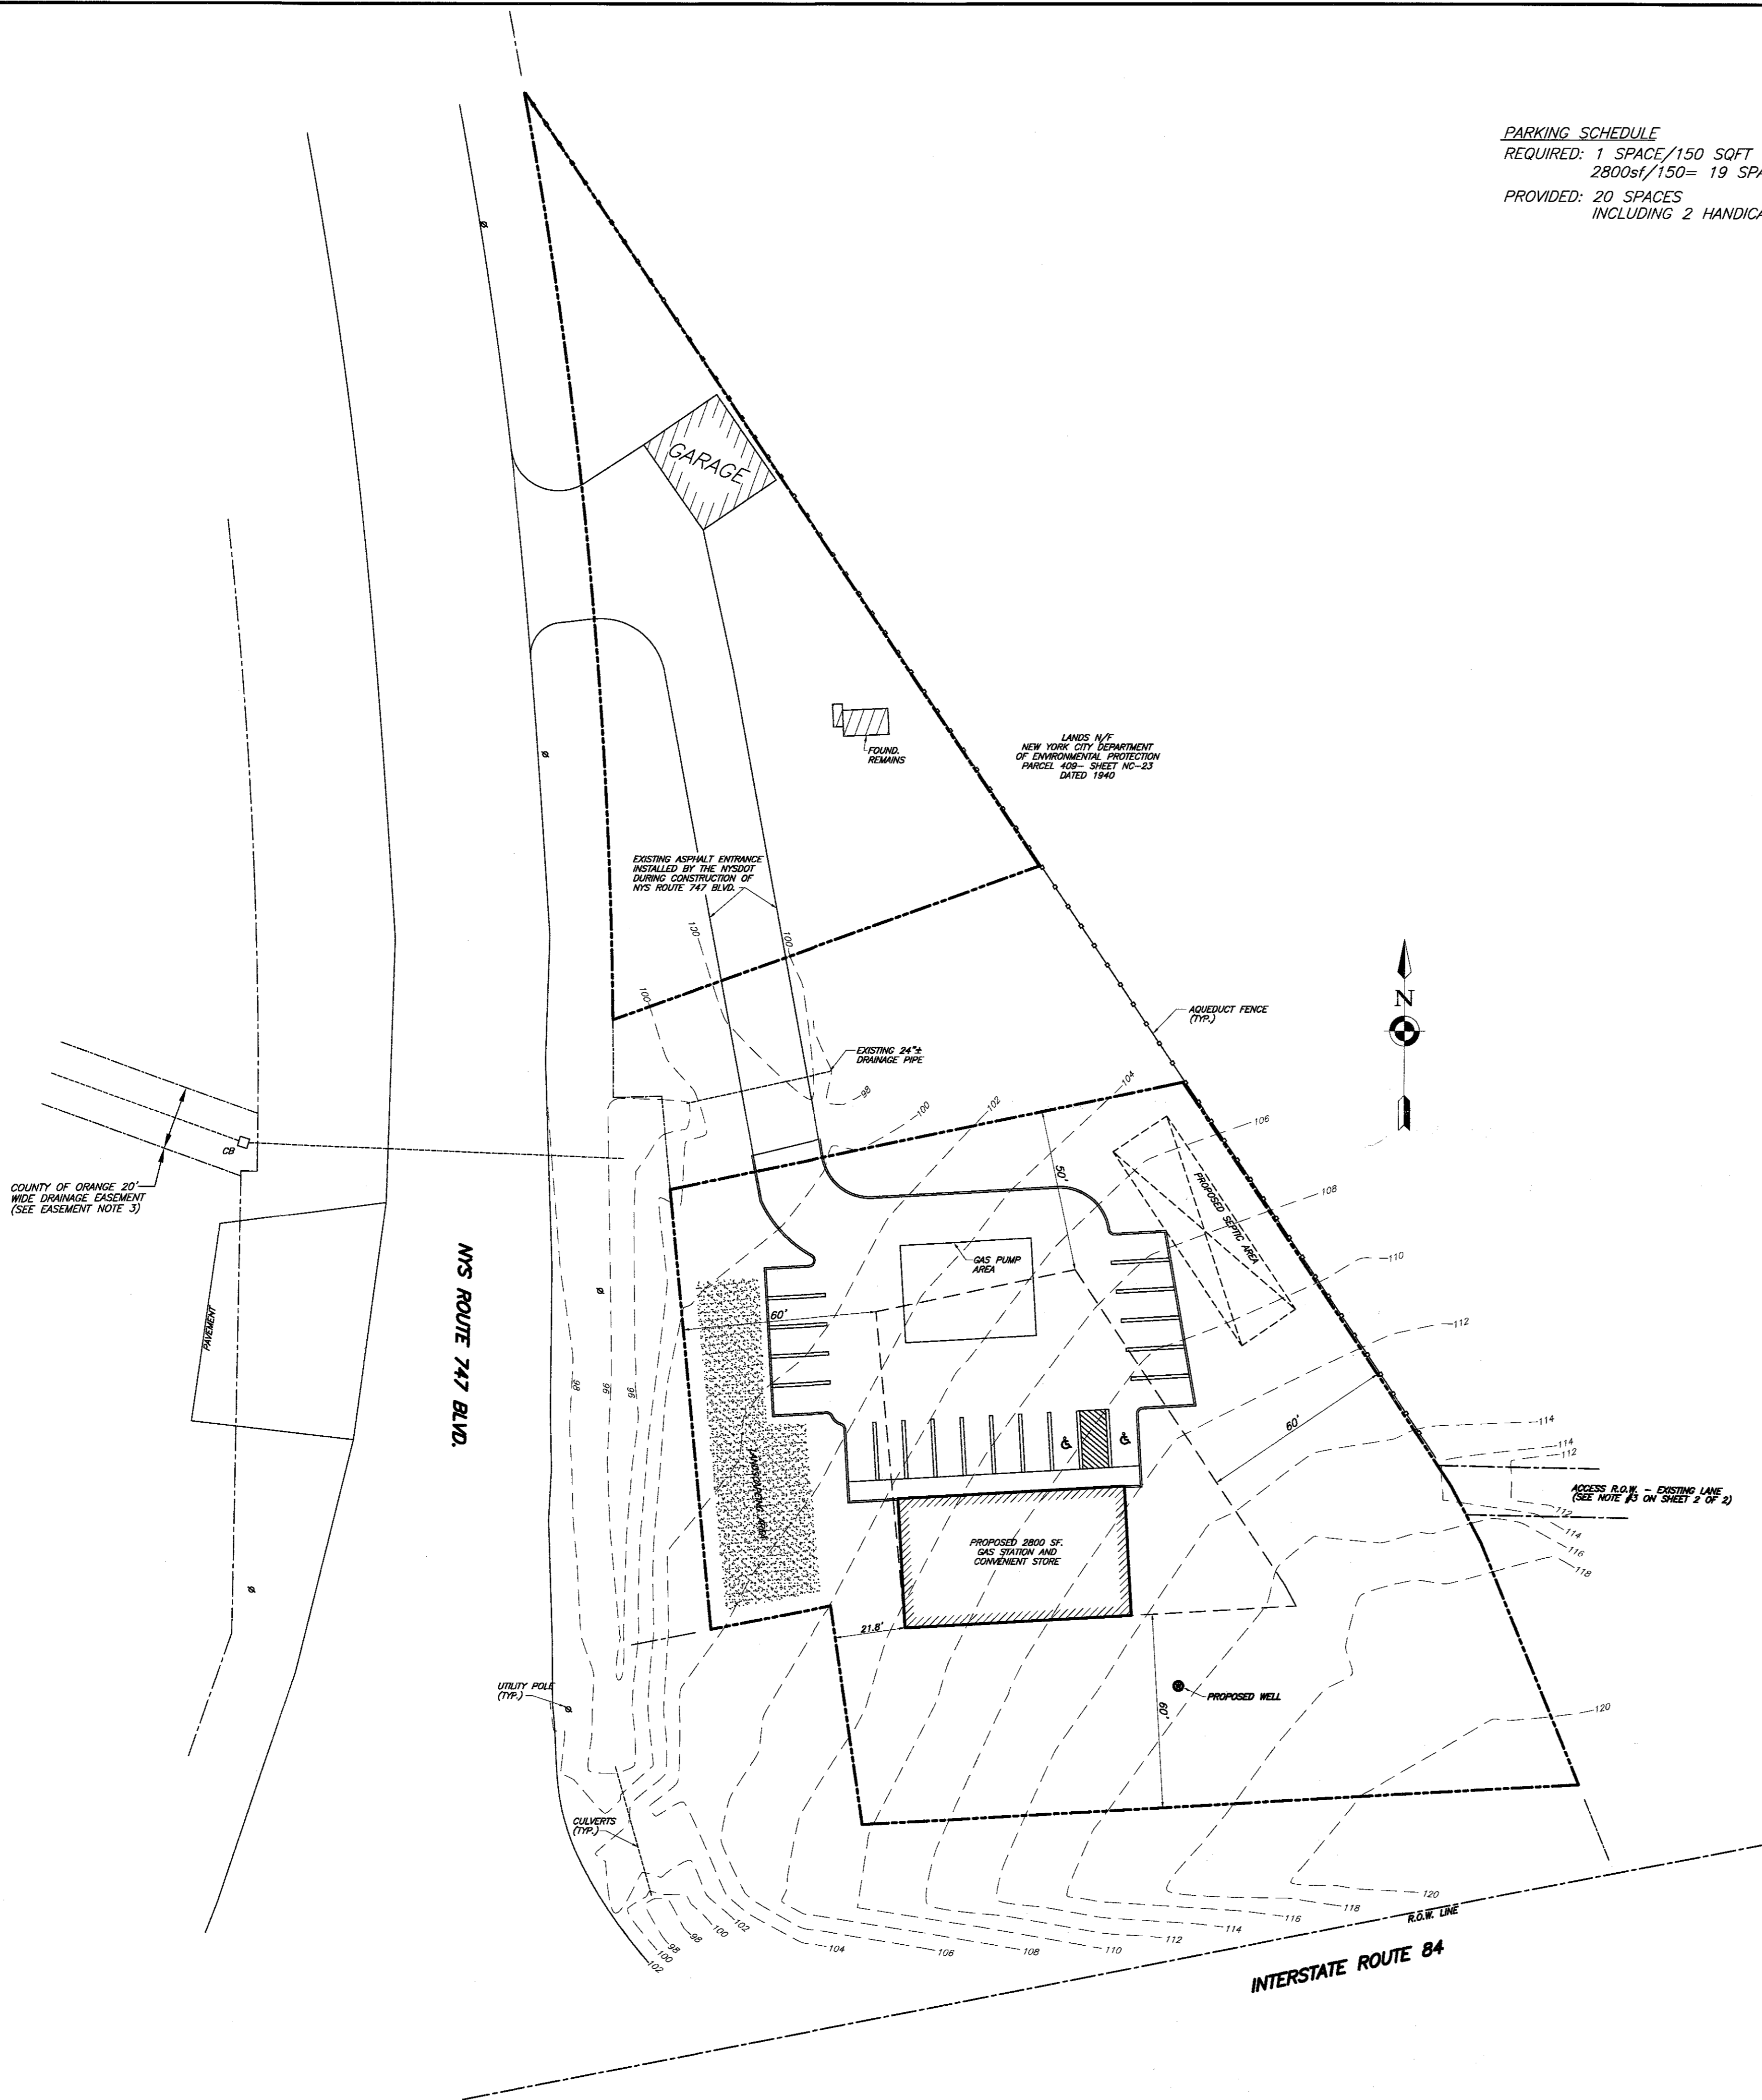 PARKING SCHEDULE
REQUIRED: 1 SPACE/150 SQFT
2800sf/150= 19 SPA
PROVIDED: 20 SPACES
INCLUDING 2 HANDICA
GARAGE
FOUND.
REMAINS
LANDS N/F
NEW YORK CITY DEPARTMENT
OF ENVIRONMENTAL PROTECTION
PARCEL 409- SHEET NC-23
DATED 1940
EXISTING ASPHALT ENTRANCE
INSTALLED BY THE NYSDOT
DURING CONSTRUCTION OF
NYS ROUTE 747 BLVD.
100
100
100
AQUEDUCT FENCE
(TYP.)
N
EXISTING 24"±
DRAINAGE PIPE
98
100
102
104
106
108
110
112
114
CB
COUNTY OF ORANGE 20'
WIDE DRAINAGE EASEMENT
(SEE EASEMENT NOTE 3)
PAVEMENT
NYS ROUTE 747 BLVD.
50'
PROPOSED SEPTIC AREA
GAS PUMP
AREA
60'
98
96
96
LANDSCAPING AREA
60'
114
112
ACCESS R.O.W. - EXISTING LANE
(SEE NOTE #3 ON SHEET 2 OF 2)
112
114
116
118
PROPOSED 2800 SF.
GAS STATION AND
CONVENIENT STORE
21.8'
UTILITY POLE
(TYP.)
PROPOSED WELL
60'
120
CULVERTS
(TYP.)
120
118
116
114
112
110
108
106
104
102
100
98
98
100
102
R.O.W. LINE
INTERSTATE ROUTE 84